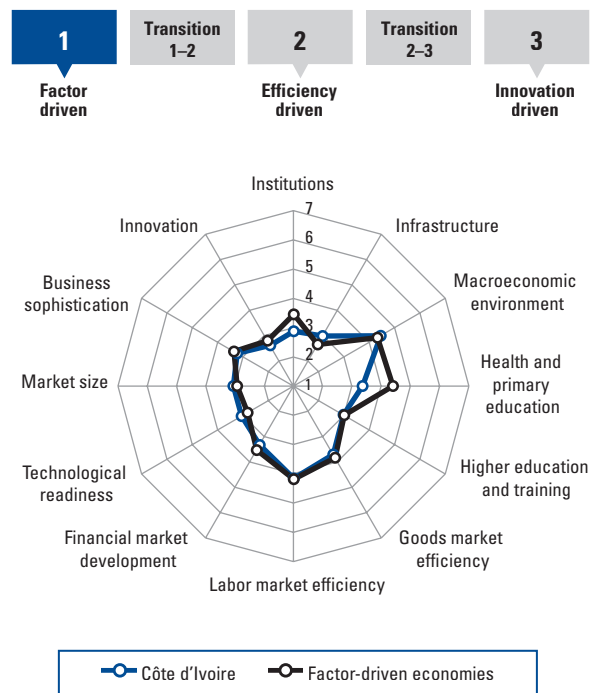 1
Transition
1–2
2
Transition
2–3
3
Factor
driven
Efficiency
driven
Innovation
driven
Institutions
7
6
5
4
3
2
1
Innovation
Infrastructure
Business
sophistication
Macroeconomic
environment
Market size
Health and
primary
education
Technological
readiness
Higher education
and training
Financial market
development
Goods market
efficiency
Labor market efficiency
Côte d'Ivoire
Factor-driven economies